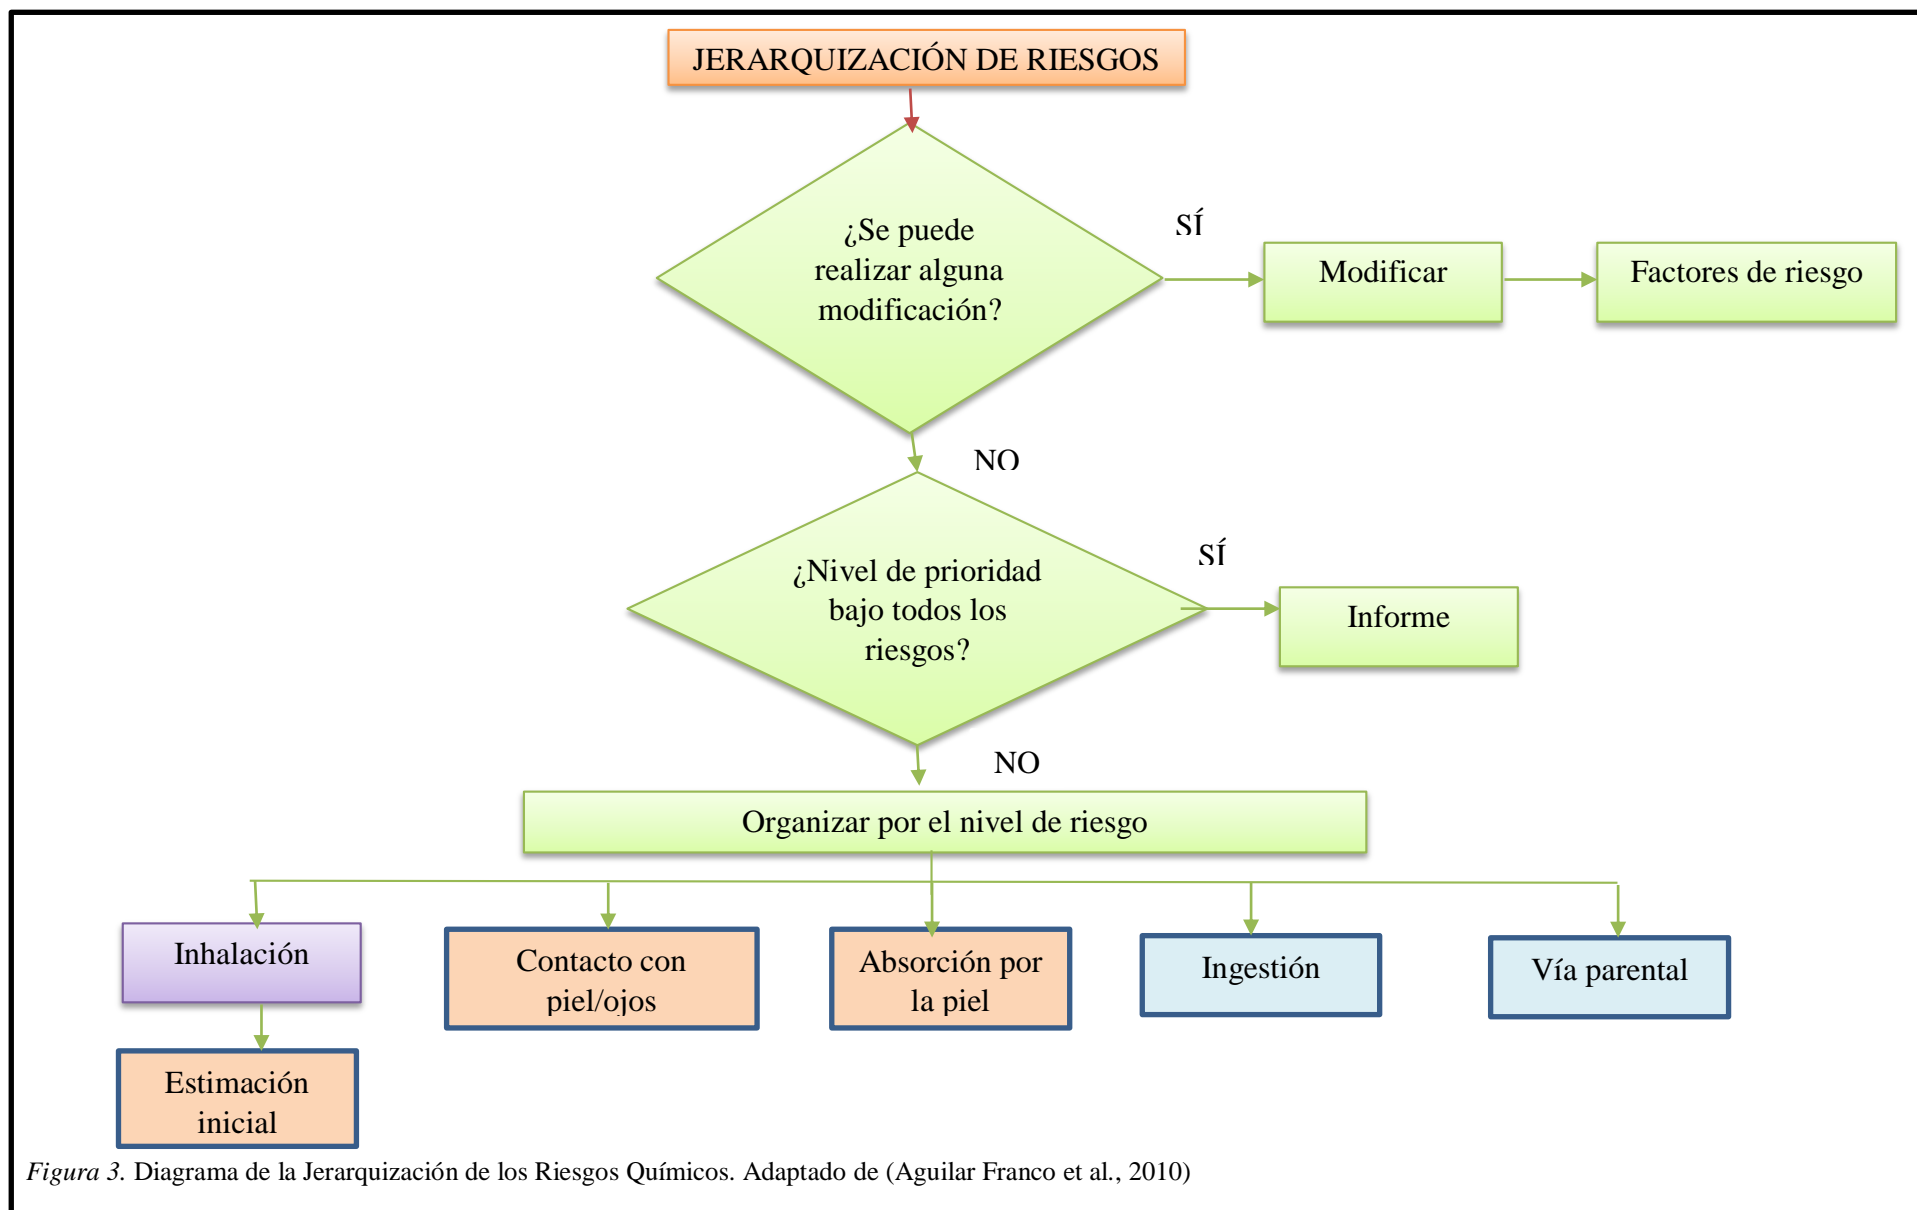 JERARQUIZACIÓN DE RIESGOS
¿Se puede
realizar alguna
modificación?
SÍ
Modificar
Factores de riesgo
NO
¿Nivel de prioridad
bajo todos los
riesgos?
SÍ
Informe
NO
Organizar por el nivel de riesgo
Inhalación
Contacto con
piel/ojos
Absorción por
la piel
Ingestión
Vía parental
Estimación
inicial
Figura 3. Diagrama de la Jerarquización de los Riesgos Químicos. Adaptado de (Aguilar Franco et al., 2010)